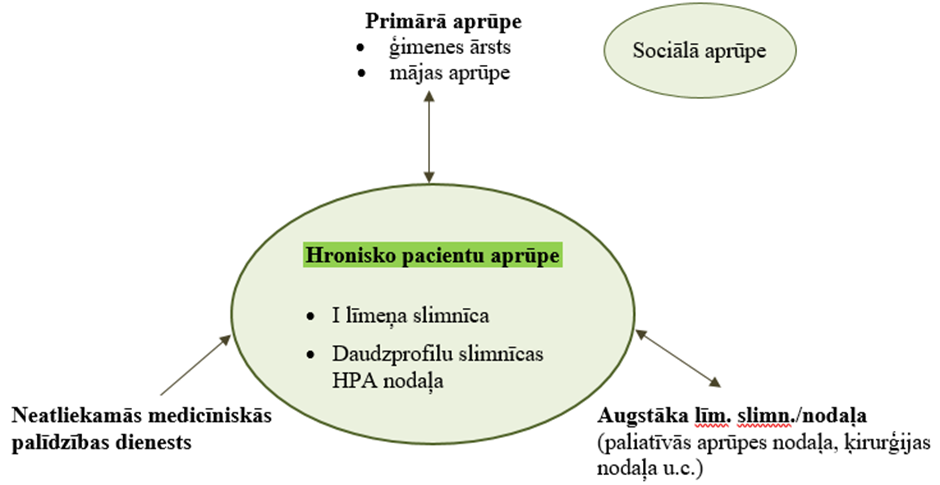 Primārā aprūpe
• ģimenes ārsts
• mājas aprūpe
Sociālā aprūpe
Hronisko pacientu aprūpe
• I līmeņa slimnīca
• Daudzprofilu slimnīcas
HPA nodaļa
Neatliekamās medicīniskās
palīdzības dienests
Augstāka līm. slimn./nodaļa
(paliatīvās aprūpes nodaļa, ķirurģijas
nodaļa u.c.)